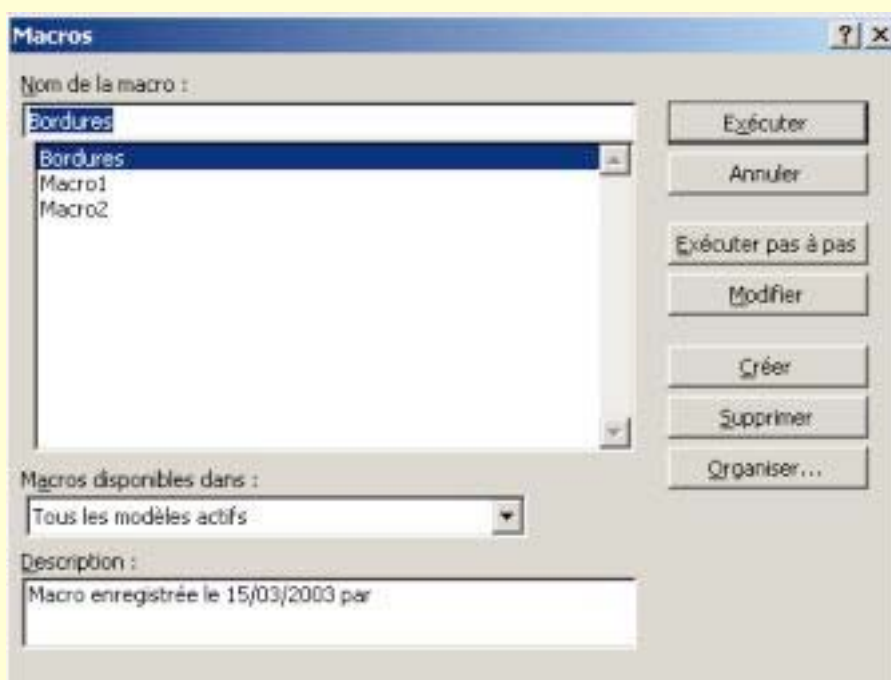 Macros
Nom de la macro :
Bordures
Bordures
Macro1
Macro2
Exécuter
Annuler
Exécuter pas à pas
Modifier
Créer
Supprimer
Organiser...
Macros disponibles dans :
Tous les modèles actifs
Description :
Macro enregistrée le 15/03/2003 par